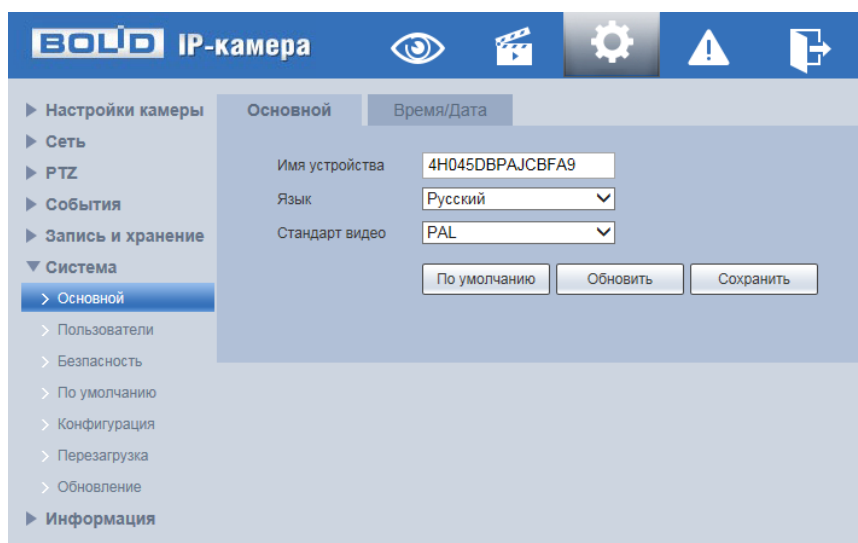 BOLID IP-камера
Настройки камеры
Сеть
PTZ
События
Запись и хранение
Система
Основной
Пользователи
Безпасность
По умолчанию
Конфигурация
Перезагрузка
Обновление
Информация
Основной Время/Дата
Имя устройства 4H045DBPAJCBFA9
Язык Русский
Стандарт видео PAL
По умолчанию Обновить Сохранить